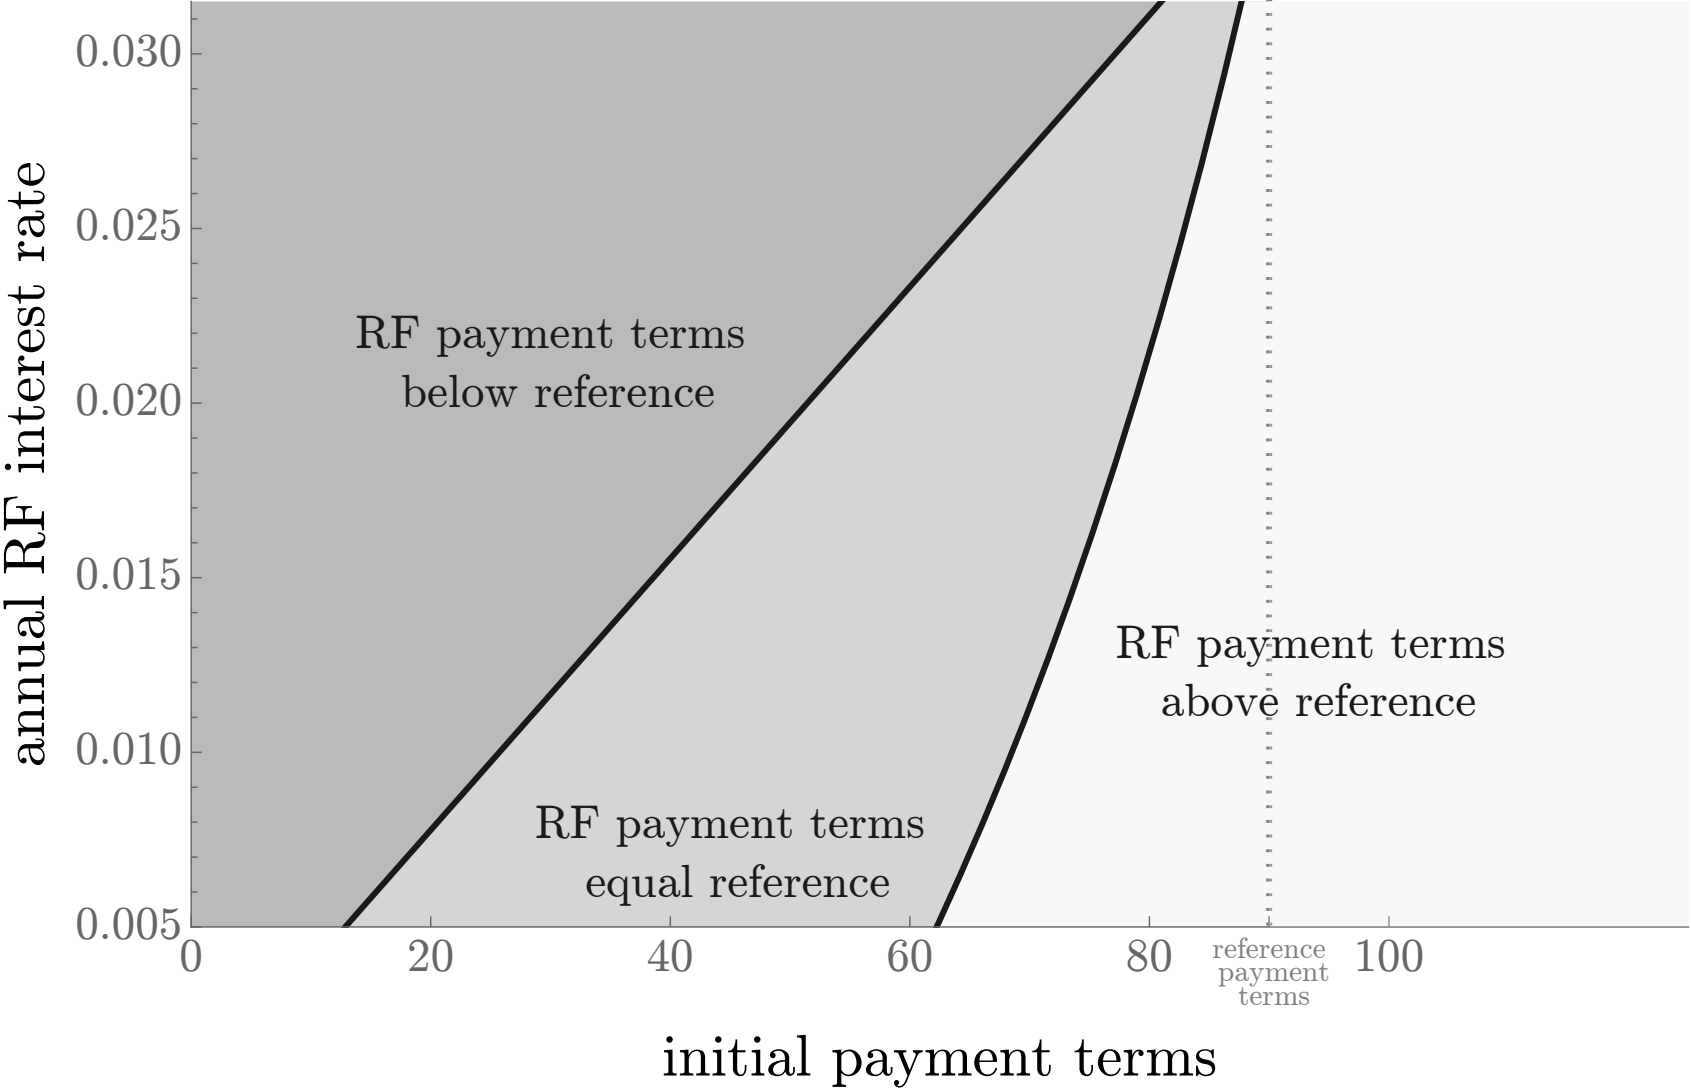 annual RF interest rate
0.030
0.025
0.020
0.015
0.010
0.005
RF payment terms
below reference
RF payment terms
equal reference
RF payment terms
above reference
0
20
40
60
80
reference
payment
terms
100
initial payment terms